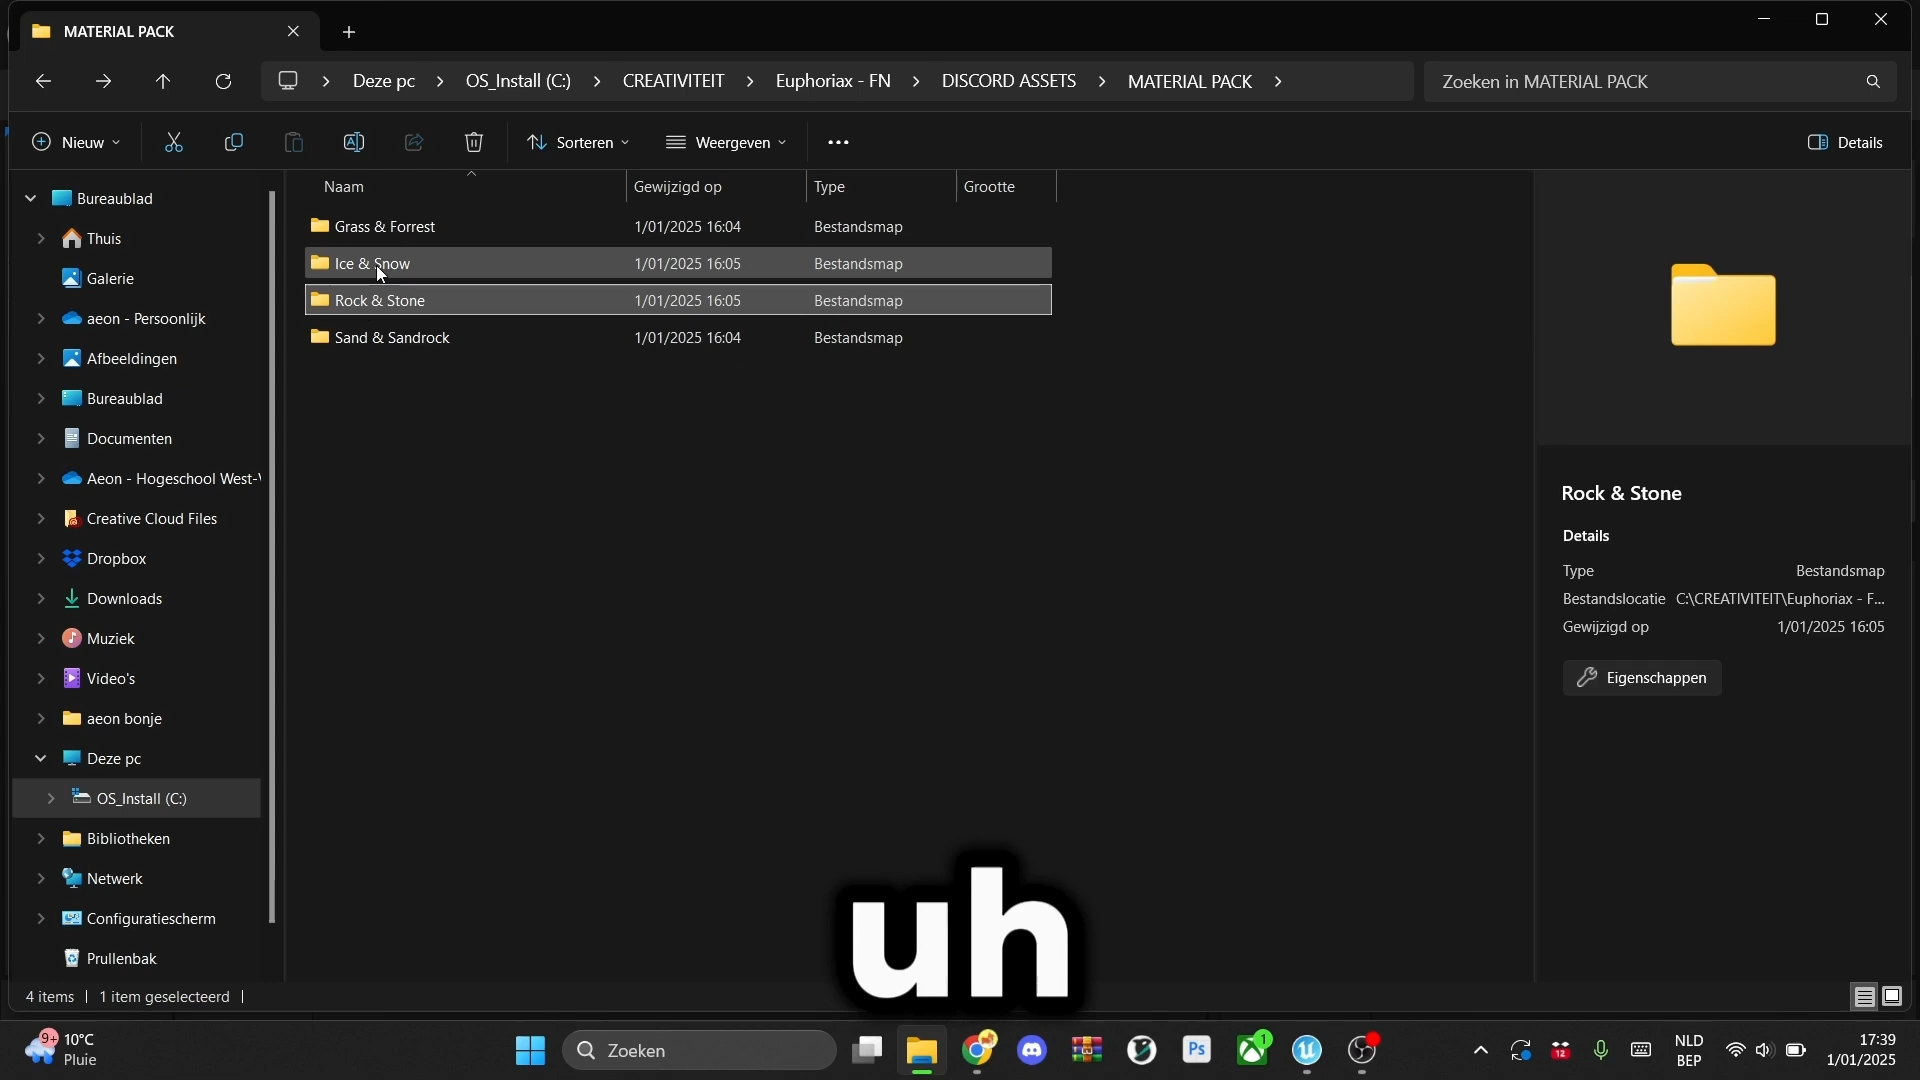 MATERIAL PACK
Deze pc > OS_Install (C:) > CREATIVITEIT > Euphoriax - FN > DISCORD ASSETS > MATERIAL PACK >
Zoeken in MATERIAL PACK
Nieuw
Sorteren
Weergeven
Details
Naam Gewijzigd op Type Grootte
Grass & Forrest 1/01/2025 16:04 Bestandsmap
Ice & Snow 1/01/2025 16:05 Bestandsmap
Rock & Stone 1/01/2025 16:05 Bestandsmap
Sand & Sandrock 1/01/2025 16:04 Bestandsmap
Bureaublad
Thuis
Galerie
aeon - Persoonlijk
Afbeeldingen
Bureaublad
Documenten
Aeon - Hogeschool West-
Creative Cloud Files
Dropbox
Downloads
Muziek
Video's
aeon bonje
Deze pc
OS_Install (C:)
Bibliotheken
Netwerk
Configuratiescherm
Prullenbak
Rock & Stone
Details
Type Bestandsmap
Bestandslocatie C:\CREATIVITEIT\Euphoriax - F...
Gewijzigd op 1/01/2025 16:05
Eigenschappen
uh
4 items | 1 item geselecteerd |
9+
10°C
Pluie
Zoeken
Ps
1
12
NLD
BEP
17:39
1/01/2025